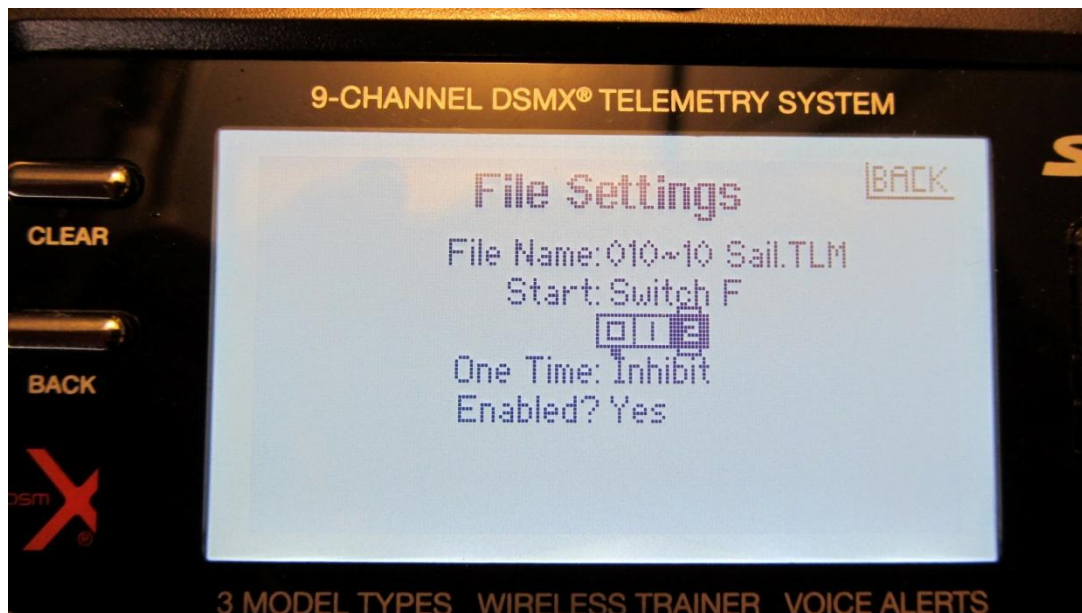 9-CHANNEL DSMX® TELEMETRY SYSTEM
BACK
File Settings
File Name: 010~10 Sail.TLM
Start: Switch F
0 1 2
One Time: Inhibit
Enabled? Yes
CLEAR
BACK
DSM X®
3 MODEL TYPES WIRELESS TRAINER VOICE ALERTS